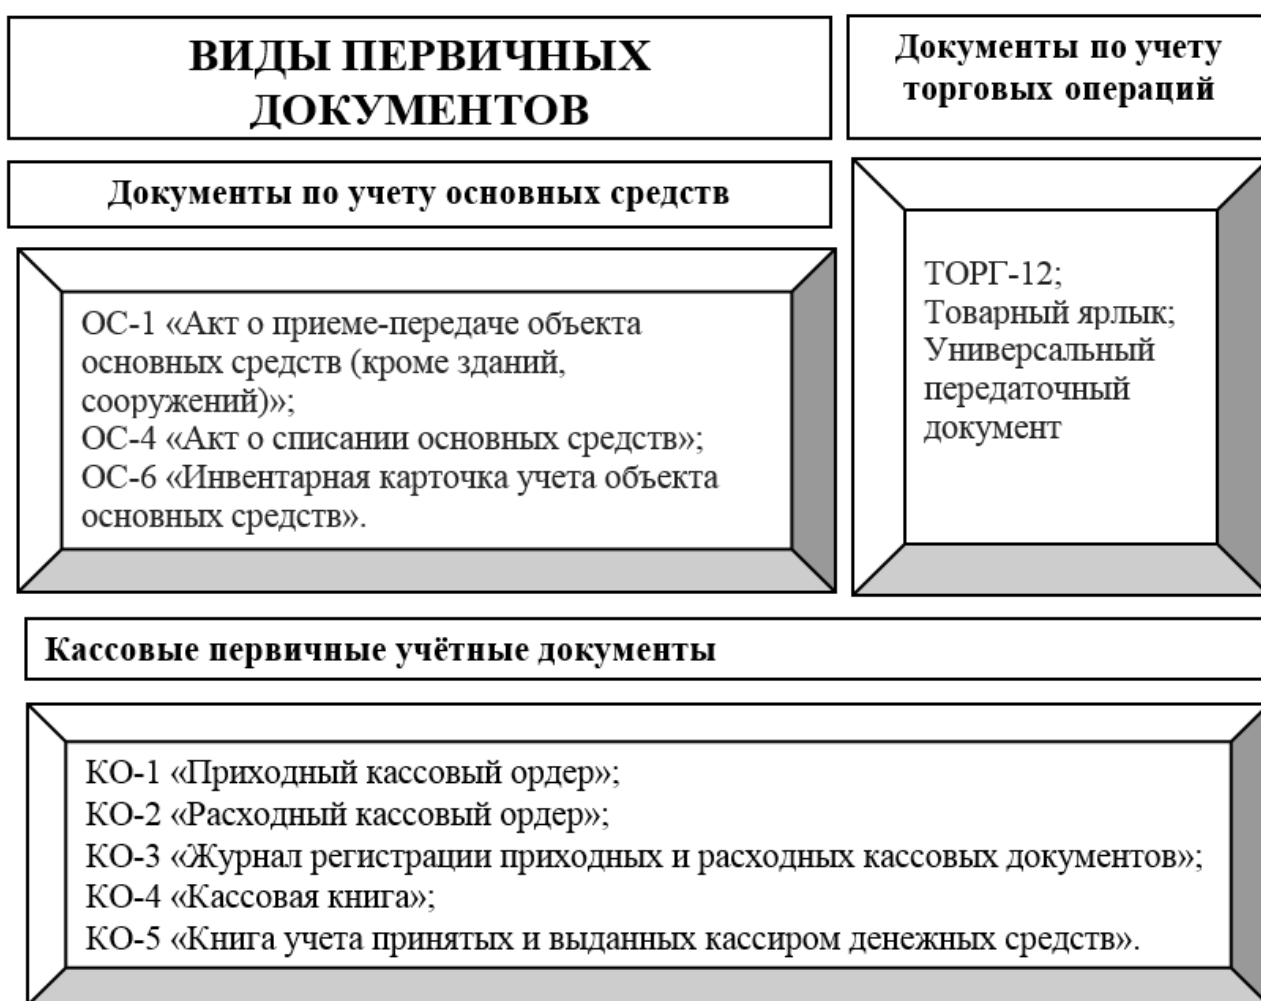 ВИДЫ ПЕРВИЧНЫХ
ДОКУМЕНТОВ
Документы по учету
торговых операций
Документы по учету основных средств
ОС-1 «Акт о приеме-передаче объекта
основных средств (кроме зданий,
сооружений)»;
ОС-4 «Акт о списании основных средств»;
ОС-6 «Инвентарная карточка учета объекта
основных средств».
ТОРГ-12;
Товарный ярлык;
Универсальный
передаточный
документ
Кассовые первичные учётные документы
КО-1 «Приходный кассовый ордер»;
КО-2 «Расходный кассовый ордер»;
КО-3 «Журнал регистрации приходных и расходных кассовых документов»;
КО-4 «Кассовая книга»;
КО-5 «Книга учета принятых и выданных кассиром денежных средств».